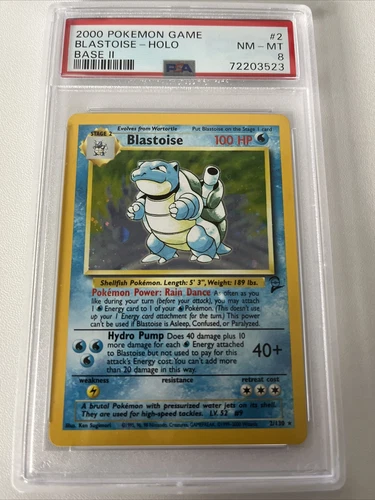 2000 POKEMON GAME #2
BLASTOISE - HOLO NM - MT
BASE II 8
PSA 72203523
Evolves from Wartortle Put Blastoise on the Stage 1 card
STAGE 2 Blastoise 100 HP
Shellfish Pokémon. Length: 5' 3", Weight: 189 lbs.
Pokémon Power: Rain Dance As often as you
like during your turn (before your attack), you may attach
1 Energy card to 1 of your Pokémon. (This doesn't use
up your 1 Energy card attachment for the turn.) This Power can't be used
if Blastoise is Asleep, Confused, or Paralyzed.
Hydro Pump Does 40 damage plus 10
more damage for each Energy attached
to Blastoise but not used to pay for this
attack's Energy cost. You can't add more
than 20 damage in this way.
40+
weakness resistance retreat cost
A brutal Pokémon with pressurized water jets on its shell.
They are used for high-speed tackles. LV. 52 #9
Illus. Ken Sugimori 2/130